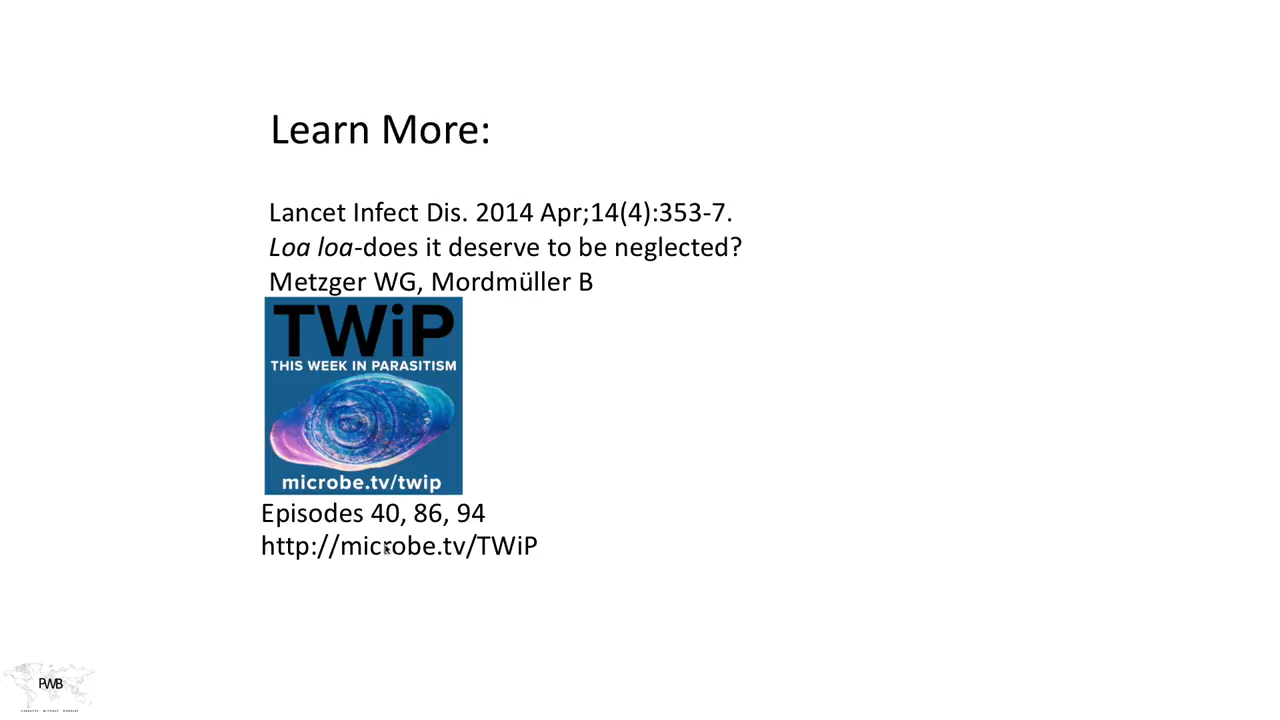 Learn More:
Lancet Infect Dis. 2014 Apr;14(4):353-7.
Loa loa-does it deserve to be neglected?
Metzger WG, Mordmüller B
TWiP
THIS WEEK IN PARASITISM
microbe.tv/twip
Episodes 40, 86, 94
http://microbe.tv/TWiP
PWB